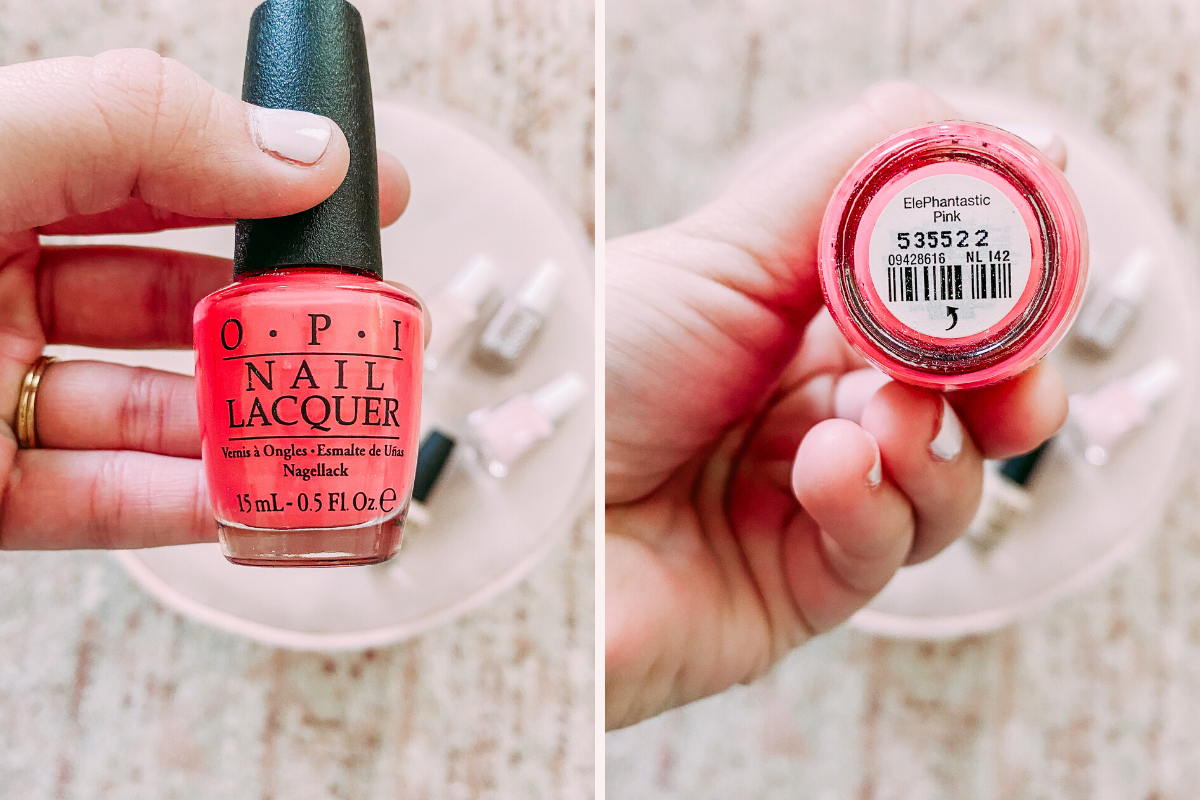 O·P·I
NAIL
LACQUER
Vernis à Ongles · Esmalte de Uñas
Nagellack
15 mL - 0.5 Fl. Oz. e
ElePhantastic
Pink
535522
09428616 NL I42